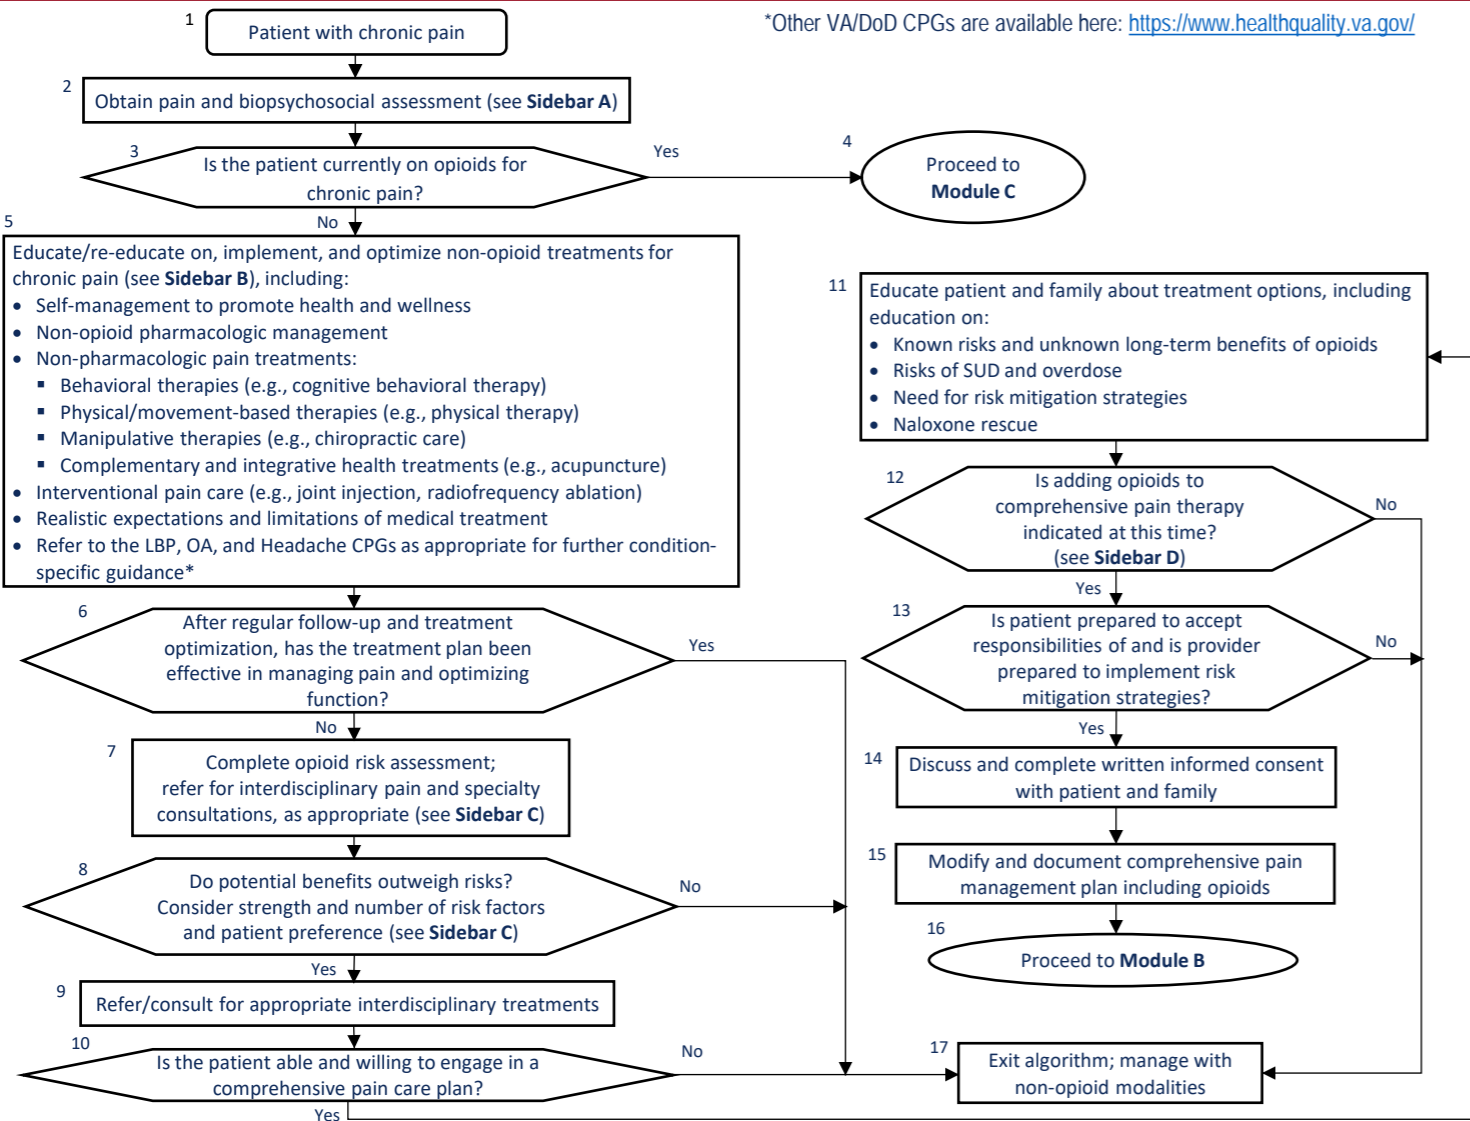 *Other VA/DoD CPGs are available here: https://www.healthquality.va.gov/
1
Patient with chronic pain
2
Obtain pain and biopsychosocial assessment (see Sidebar A)
3
Is the patient currently on opioids for
chronic pain?
Yes
No
4
Proceed to
Module C
5
Educate/re-educate on, implement, and optimize non-opioid treatments for
chronic pain (see Sidebar B), including:
• Self-management to promote health and wellness
• Non-opioid pharmacologic management
• Non-pharmacologic pain treatments:
▪ Behavioral therapies (e.g., cognitive behavioral therapy)
▪ Physical/movement-based therapies (e.g., physical therapy)
▪ Manipulative therapies (e.g., chiropractic care)
▪ Complementary and integrative health treatments (e.g., acupuncture)
• Interventional pain care (e.g., joint injection, radiofrequency ablation)
• Realistic expectations and limitations of medical treatment
• Refer to the LBP, OA, and Headache CPGs as appropriate for further condition-
specific guidance*
6
After regular follow-up and treatment
optimization, has the treatment plan been
effective in managing pain and optimizing
function?
Yes
No
7
Complete opioid risk assessment;
refer for interdisciplinary pain and specialty
consultations, as appropriate (see Sidebar C)
8
Do potential benefits outweigh risks?
Consider strength and number of risk factors
and patient preference (see Sidebar C)
No
Yes
9
Refer/consult for appropriate interdisciplinary treatments
10
Is the patient able and willing to engage in a
comprehensive pain care plan?
No
Yes
11
Educate patient and family about treatment options, including
education on:
• Known risks and unknown long-term benefits of opioids
• Risks of SUD and overdose
• Need for risk mitigation strategies
• Naloxone rescue
12
Is adding opioids to
comprehensive pain therapy
indicated at this time?
(see Sidebar D)
No
Yes
13
Is patient prepared to accept
responsibilities of and is provider
prepared to implement risk
mitigation strategies?
No
Yes
14
Discuss and complete written informed consent
with patient and family
15
Modify and document comprehensive pain
management plan including opioids
16
Proceed to Module B
17
Exit algorithm; manage with
non-opioid modalities